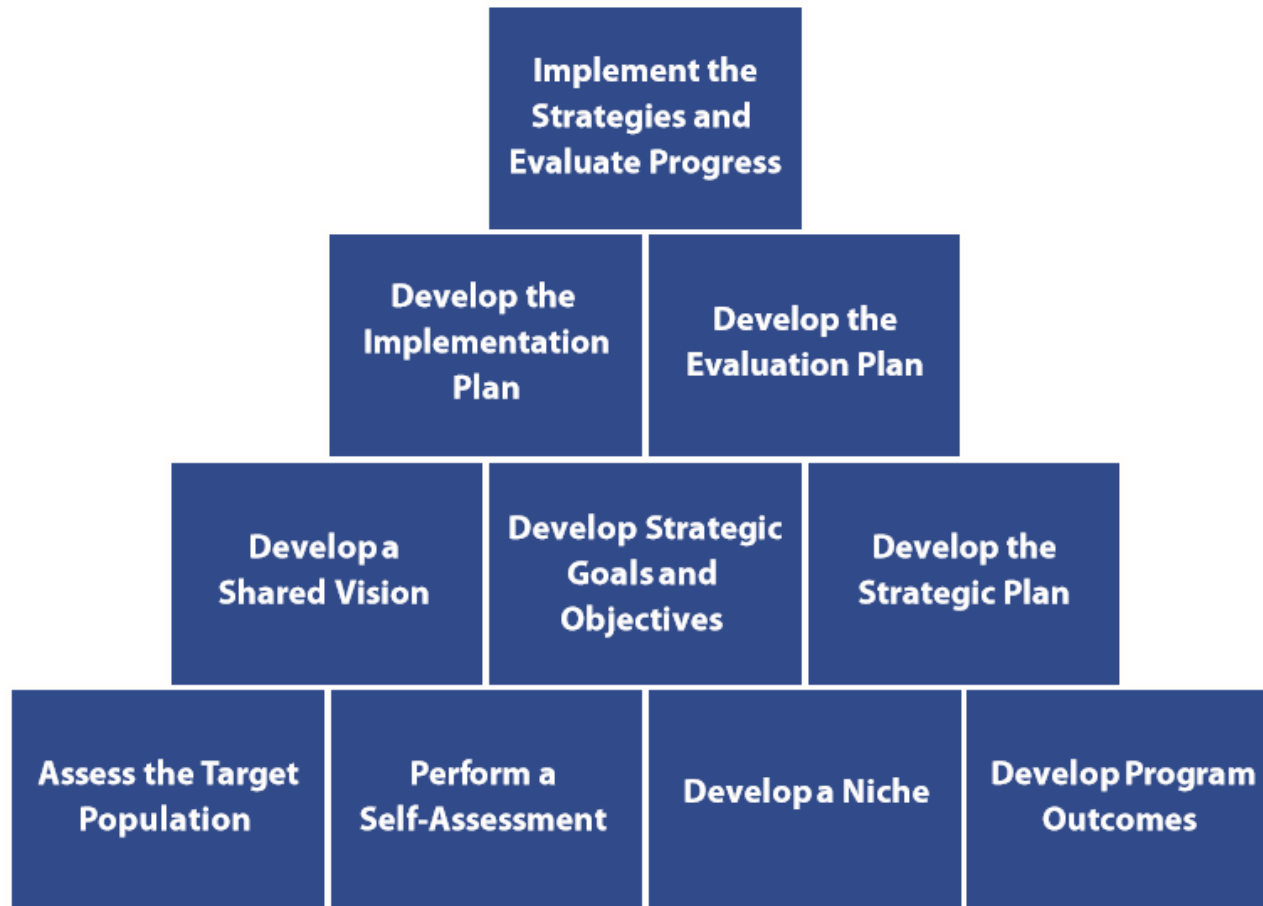 Implement the
Strategies and
Evaluate Progress
Develop the
Implementation
Plan
Develop the
Evaluation Plan
Develop a
Shared Vision
Develop Strategic
Goals and
Objectives
Develop the
Strategic Plan
Assess the Target
Population
Perform a
Self-Assessment
Develop a Niche
Develop Program
Outcomes